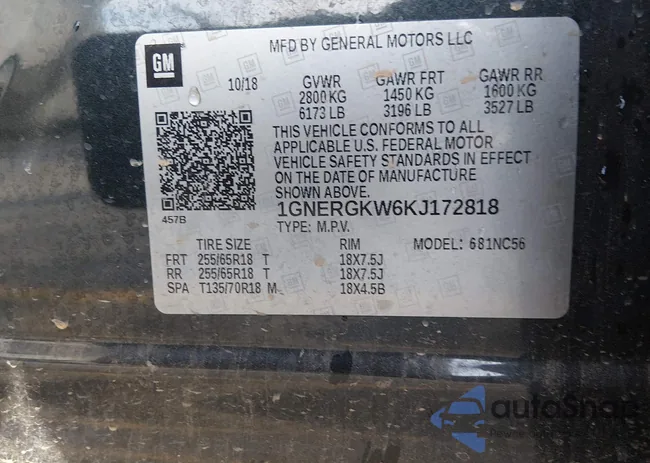 MFD BY GENERAL MOTORS LLC
GM
10/18 GVWR GAWR FRT GAWR RR
2800 KG 1450 KG 1600 KG
6173 LB 3196 LB 3527 LB
THIS VEHICLE CONFORMS TO ALL
APPLICABLE U.S. FEDERAL MOTOR
VEHICLE SAFETY STANDARDS IN EFFECT
ON THE DATE OF MANUFACTURE
SHOWN ABOVE.
457B
1GNERGKW6KJ172818
TYPE: M.P.V.
TIRE SIZE RIM MODEL: 681NC56
FRT 255/65R18 T 18X7.5J
RR 255/65R18 T 18X7.5J
SPA T135/70R18 M 18X4.5B
autoSnap